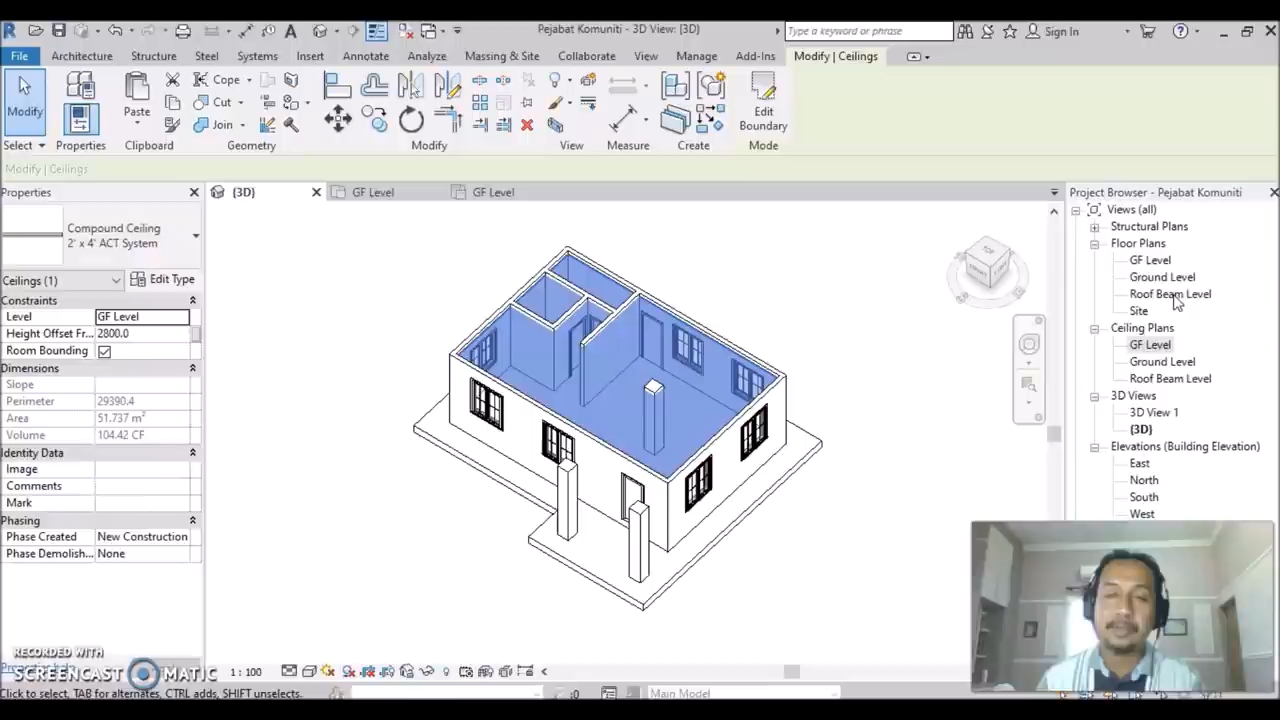 Pejabat Komuniti - 3D View: {3D}
Type a keyword or phrase
Sign In
File Architecture Structure Steel Systems Insert Annotate Analyze Massing & Site Collaborate View Manage Add-Ins Modify | Ceilings
Modify
Paste
Cope
Cut
Join
Edit
Boundary
Select Properties Clipboard Geometry Modify View Measure Create Mode
Modify | Ceilings
Properties
{3D}
GF Level
GF Level
Project Browser - Pejabat Komuniti
Compound Ceiling
2' x 4' ACT System
Ceilings (1)
Edit Type
Constraints
Level GF Level
Height Offset Fr... 2800.0
Room Bounding
Dimensions
Slope
Perimeter 29390.4
Area 51.737 m²
Volume 104.42 CF
Identity Data
Image
Comments
Mark
Phasing
Phase Created New Construction
Phase Demolish... None
TOP
Views (all)
Structural Plans
Floor Plans
GF Level
Ground Level
Roof Beam Level
Site
Ceiling Plans
GF Level
Ground Level
Roof Beam Level
3D Views
3D View 1
{3D}
Elevations (Building Elevation)
East
North
South
West
RECORDED WITH
SCREENCAST MATIC
1 : 100
Click to select, TAB for alternates, CTRL adds, SHIFT unselects.
:0
Main Model